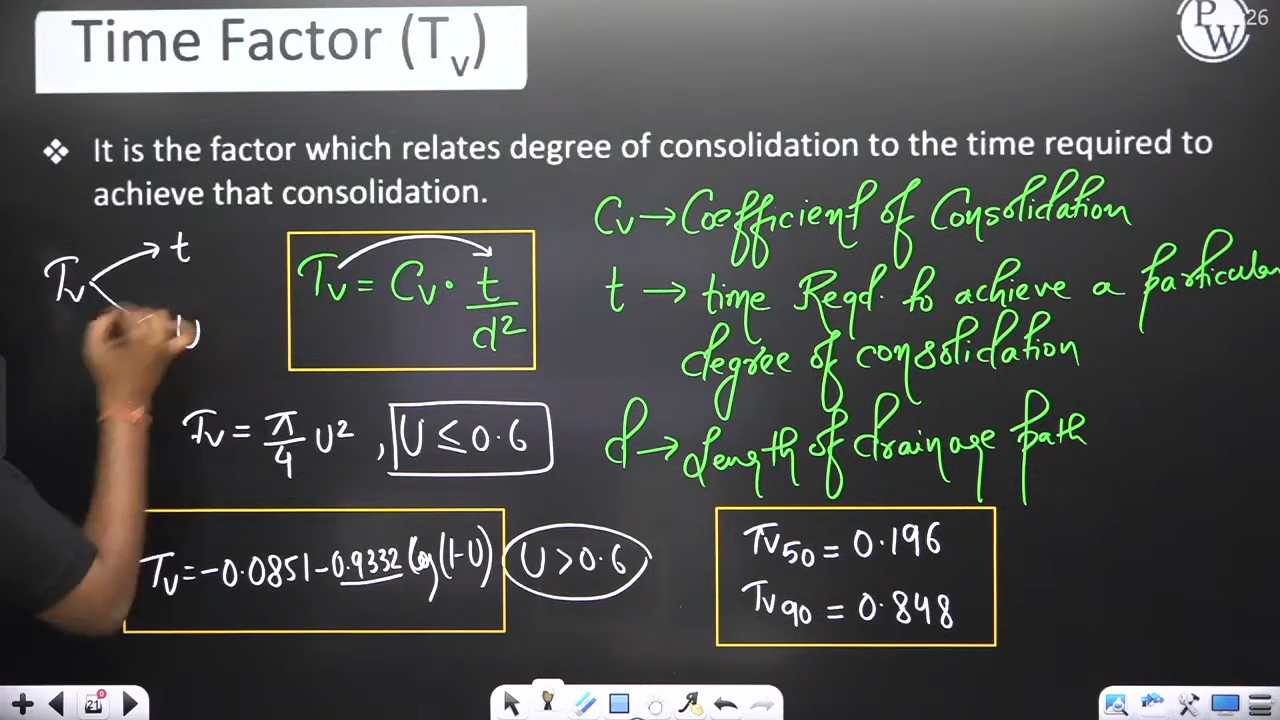 Time Factor (Tv)
PW
26
❖ It is the factor which relates degree of consolidation to the time required to
achieve that consolidation.
Tv → t
U
Tv = Cv · t/d²
Cv → Coefficient of Consolidation
t → time Reqd. to achieve a particular
degree of consolidation
d → Length of drainage path
Tv = π/4 U² , U ≤ 0.6
Tv = -0.0851 - 0.9332 log(1-U) U > 0.6
Tv50 = 0.196
Tv90 = 0.848
21
0